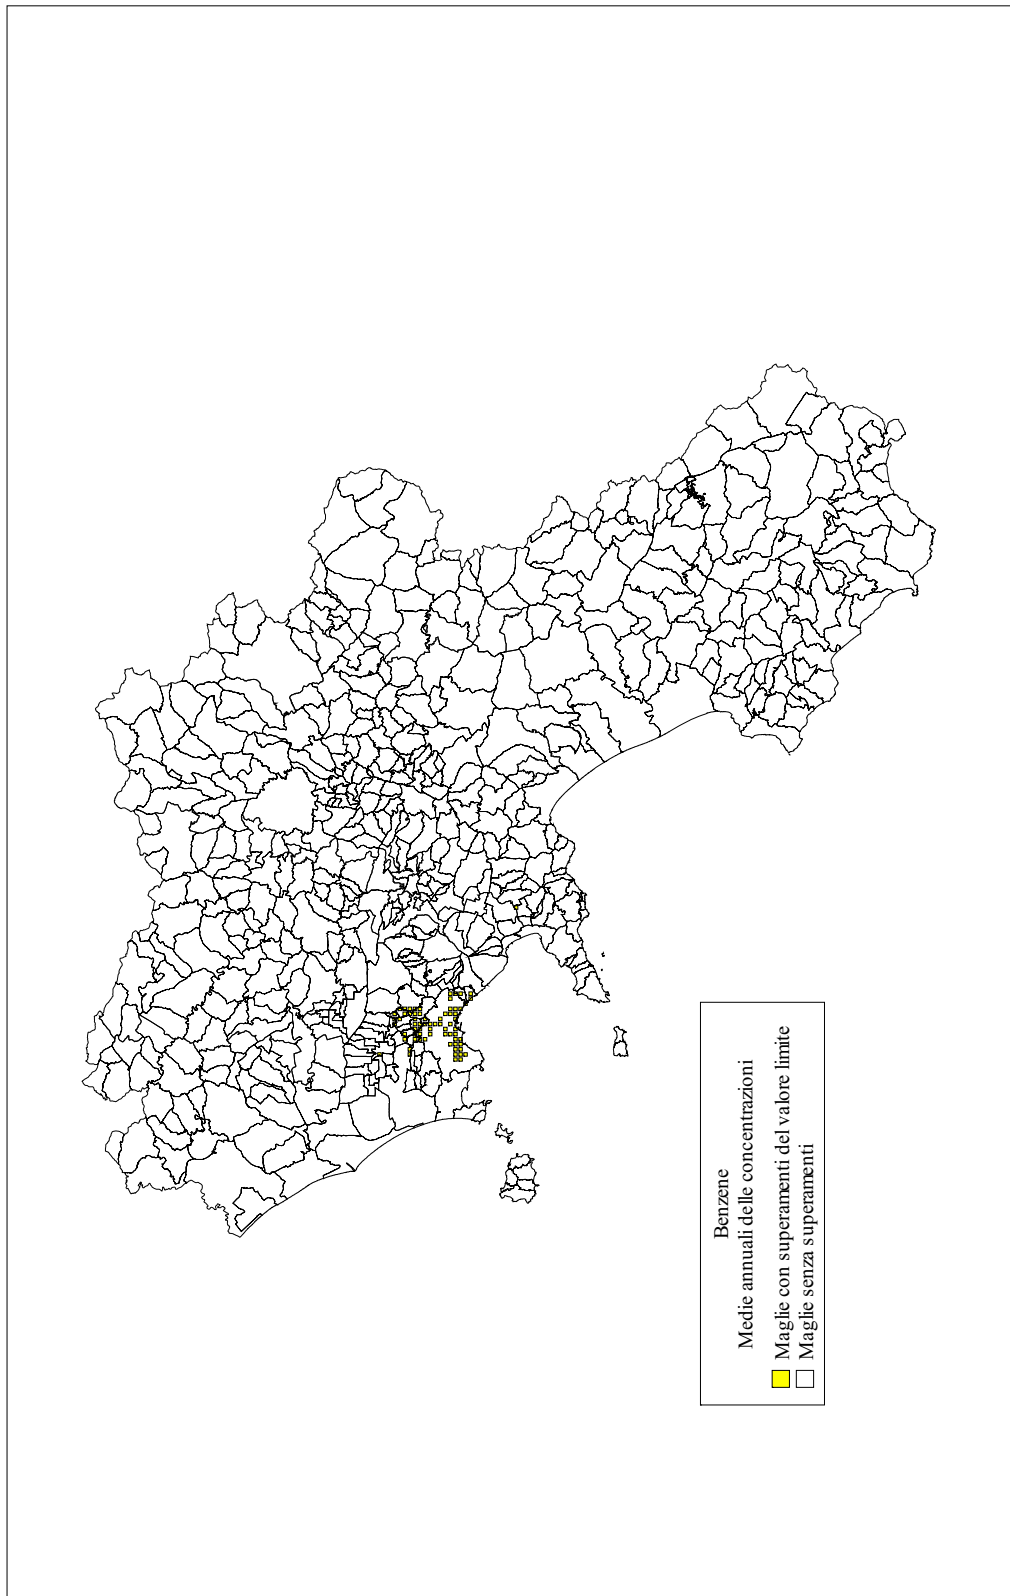 Benzene
Medie annuali delle concentrazioni
Maglie con superamenti del valore limite
Maglie senza superamenti